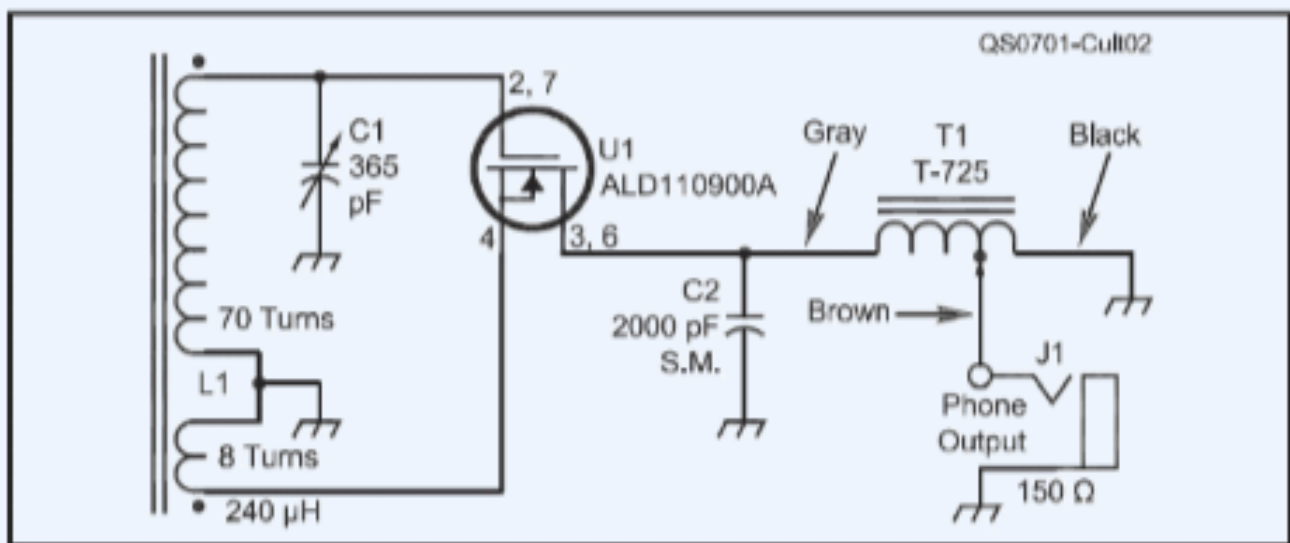 QS0701-Cult02
2, 7
C1
365
pF
U1
ALD110900A
4
3, 6
Gray
T1
T-725
Black
C2
2000 pF
S.M.
Brown
J1
Phone
Output
150 Ω
70 Turns
L1
8 Turns
240 µH